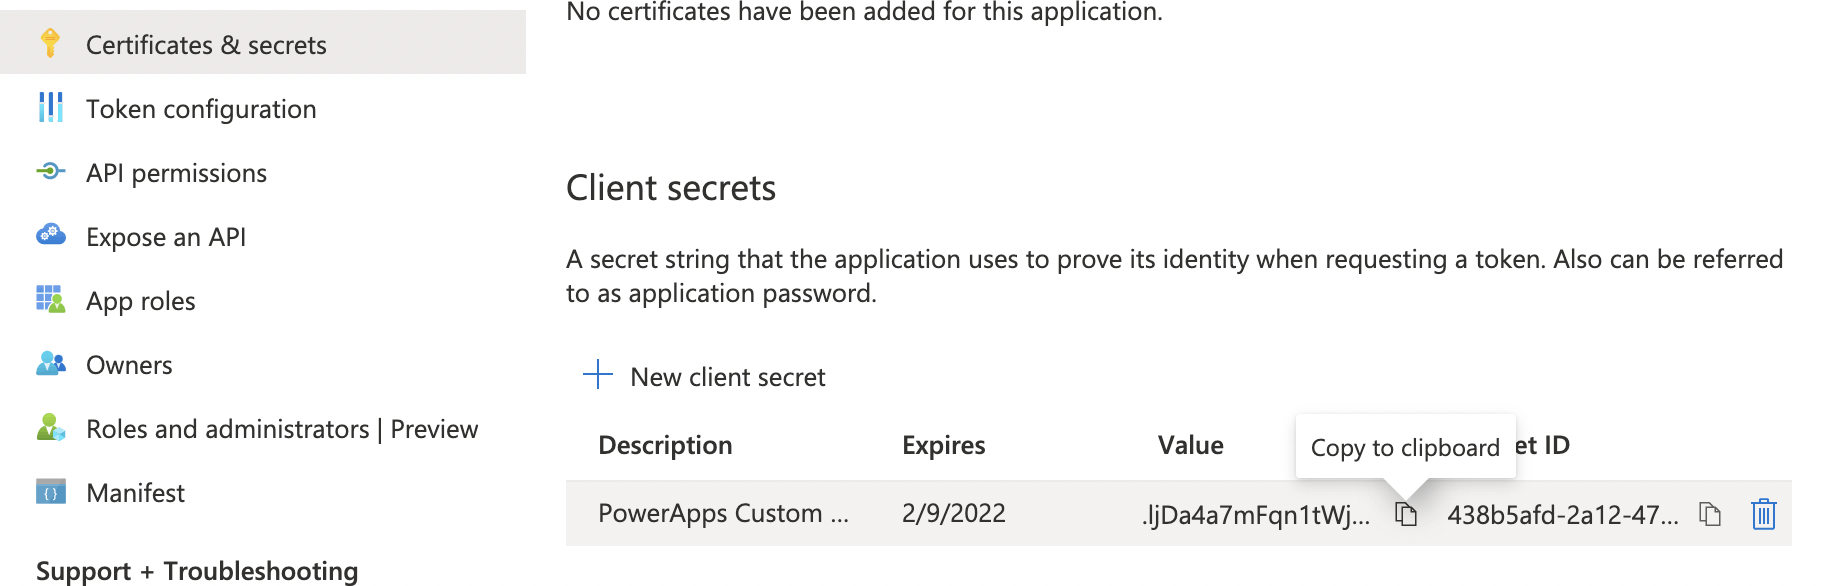 No certificates have been added for this application.
Certificates & secrets
Token configuration
API permissions
Expose an API
App roles
Owners
Roles and administrators | Preview
Manifest
Support + Troubleshooting
Client secrets
A secret string that the application uses to prove its identity when requesting a token. Also can be referred
to as application password.
New client secret
Description Expires Value et ID
Copy to clipboard
PowerApps Custom ... 2/9/2022 .ljDa4a7mFqn1tWj... 438b5afd-2a12-47...